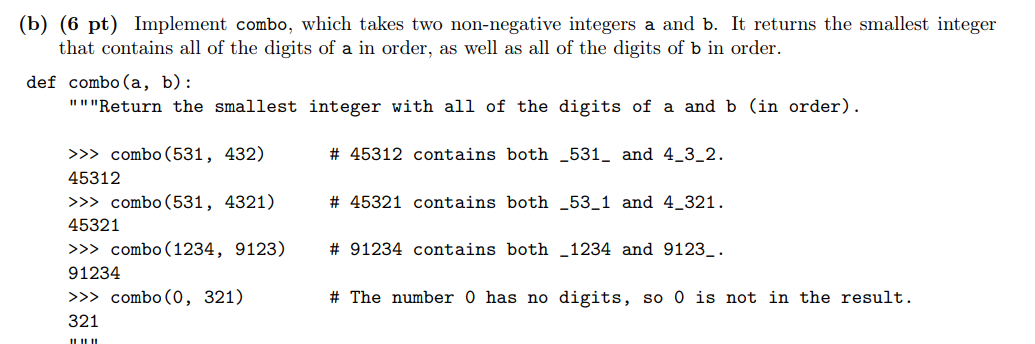 (b) (6 pt) Implement combo, which takes two non-negative integers a and b. It returns the smallest integer
that contains all of the digits of a in order, as well as all of the digits of b in order.
def combo(a, b):
    """Return the smallest integer with all of the digits of a and b (in order).
    >>> combo(531, 432)      # 45312 contains both _531_ and 4_3_2.
    45312
    >>> combo(531, 4321)     # 45321 contains both _53_1 and 4_321.
    45321
    >>> combo(1234, 9123)    # 91234 contains both _1234 and 9123_.
    91234
    >>> combo(0, 321)        # The number 0 has no digits, so 0 is not in the result.
    321
    """